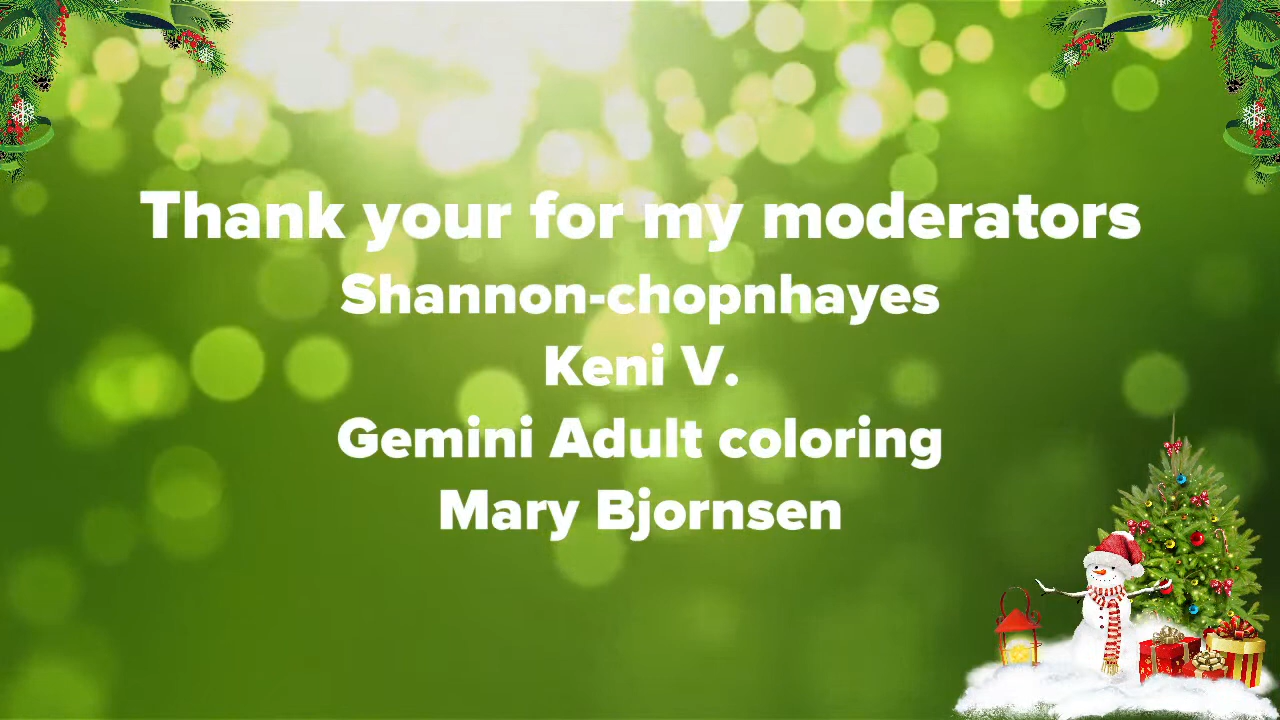 Thank your for my moderators
Shannon-chopnhayes
Keni V.
Gemini Adult coloring
Mary Bjornsen